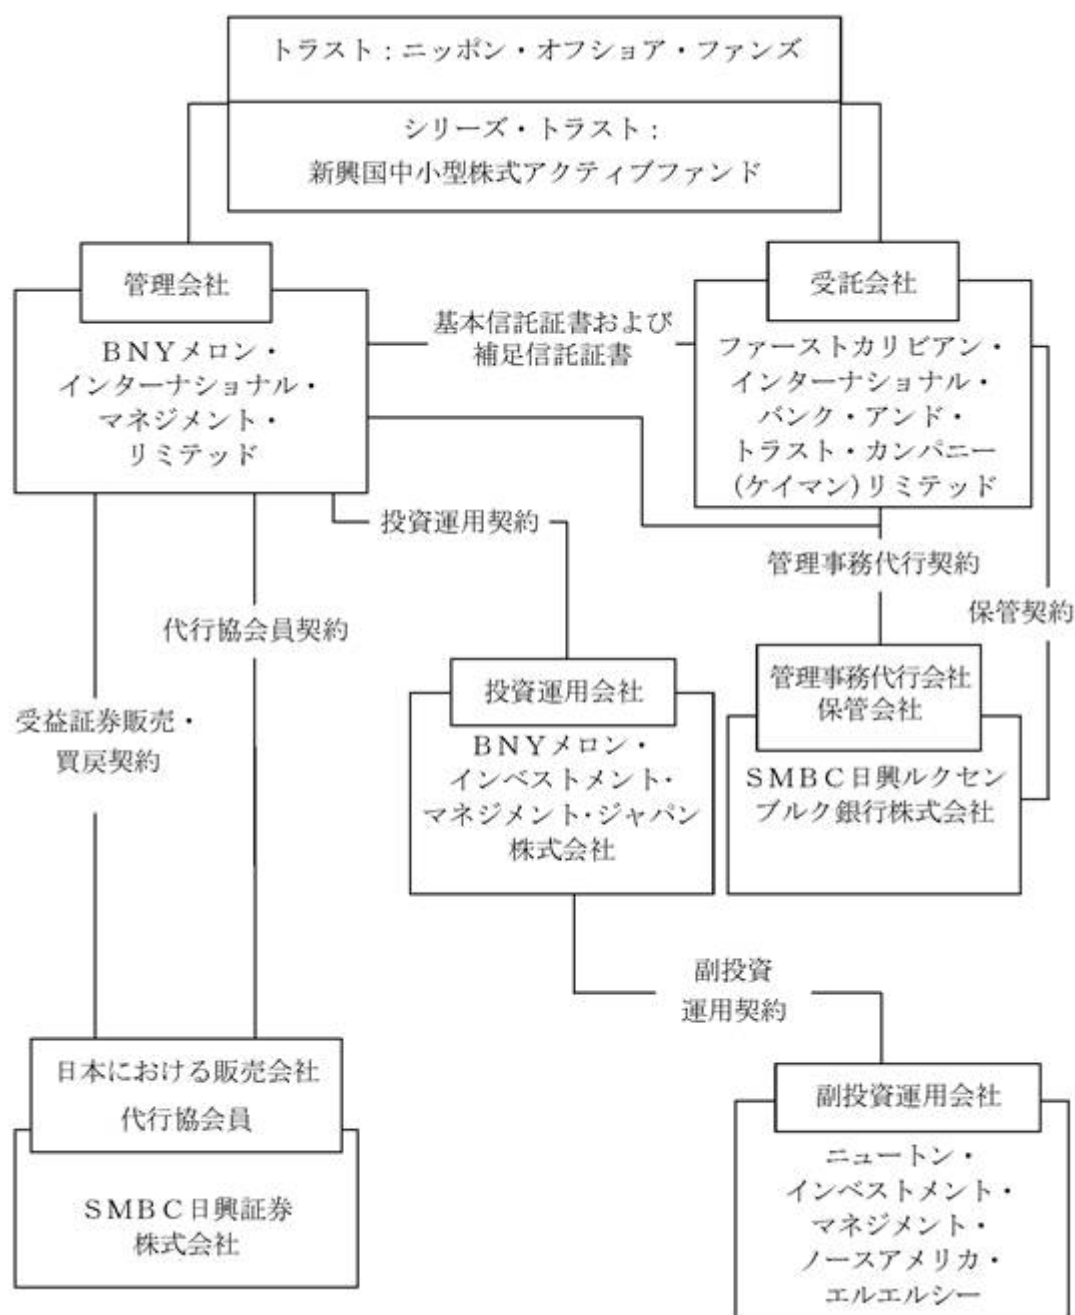 トラスト：ニッポン・オフショア・ファンズ
シリーズ・トラスト：
新興国中小型株式アクティブファンド
管理会社
ＢＮＹメロン・
インターナショナル・
マネジメント・
リミテッド
基本信託証書および
補足信託証書
受託会社
ファーストカリビアン・
インターナショナル・
バンク・アンド・
トラスト・カンパニー
(ケイマン)リミテッド
投資運用契約
管理事務代行契約
保管契約
代行協会員契約
受益証券販売・
買戻契約
投資運用会社
ＢＮＹメロン・
インベストメント・
マネジメント・ジャパン
株式会社
管理事務代行会社
保管会社
ＳＭＢＣ日興ルクセン
ブルク銀行株式会社
副投資
運用契約
日本における販売会社
代行協会員
ＳＭＢＣ日興証券
株式会社
副投資運用会社
ニュートン・
インベストメント・
マネジメント・
ノースアメリカ・
エルエルシー